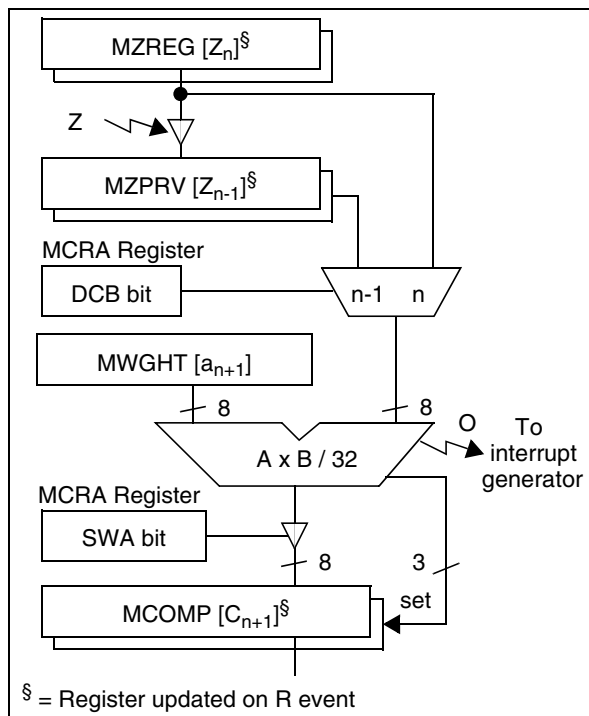 MZREG [Zn]§
Z
MZPRV [Zn-1]§
MCRA Register
DCB bit
n-1 n
MWGHT [an+1]
8 8
O
To
interrupt
generator
A x B / 32
MCRA Register
SWA bit
8
3
set
MCOMP [Cn+1]§
§ = Register updated on R event